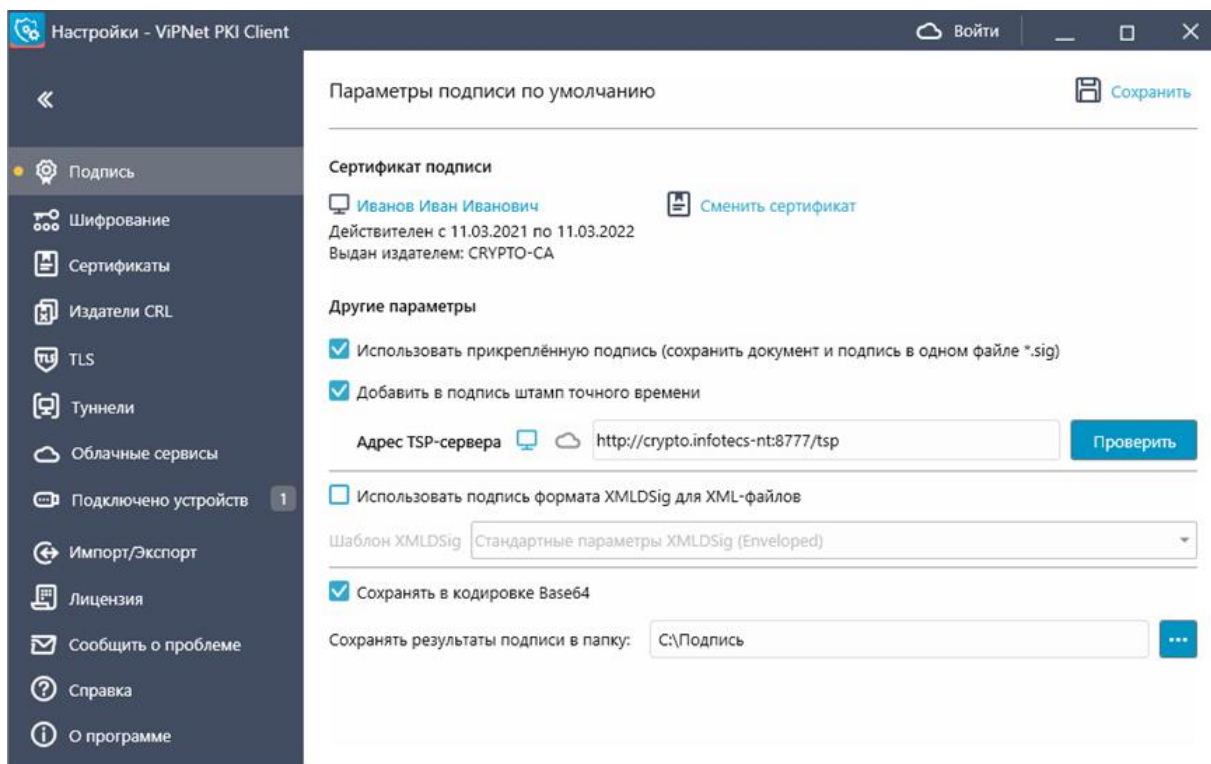 Настройки - ViPNet PKI Client
Войти
Параметры подписи по умолчанию
Сохранить
Подпись
Шифрование
Сертификаты
Издатели CRL
TLS
Туннели
Облачные сервисы
Подключено устройств 1
Импорт/Экспорт
Лицензия
Сообщить о проблеме
Справка
О программе
Сертификат подписи
Иванов Иван Иванович
Сменить сертификат
Действителен с 11.03.2021 по 11.03.2022
Выдан издателем: CRYPTO-CA
Другие параметры
Использовать прикреплённую подпись (сохранить документ и подпись в одном файле *.sig)
Добавить в подпись штамп точного времени
Адрес TSP-сервера http://crypto.infotecs-nt:8777/tsp Проверить
Использовать подпись формата XMLDSig для XML-файлов
Шаблон XMLDSig Стандартные параметры XMLDSig (Enveloped)
Сохранять в кодировке Base64
Сохранять результаты подписи в папку: C:\Подпись ...